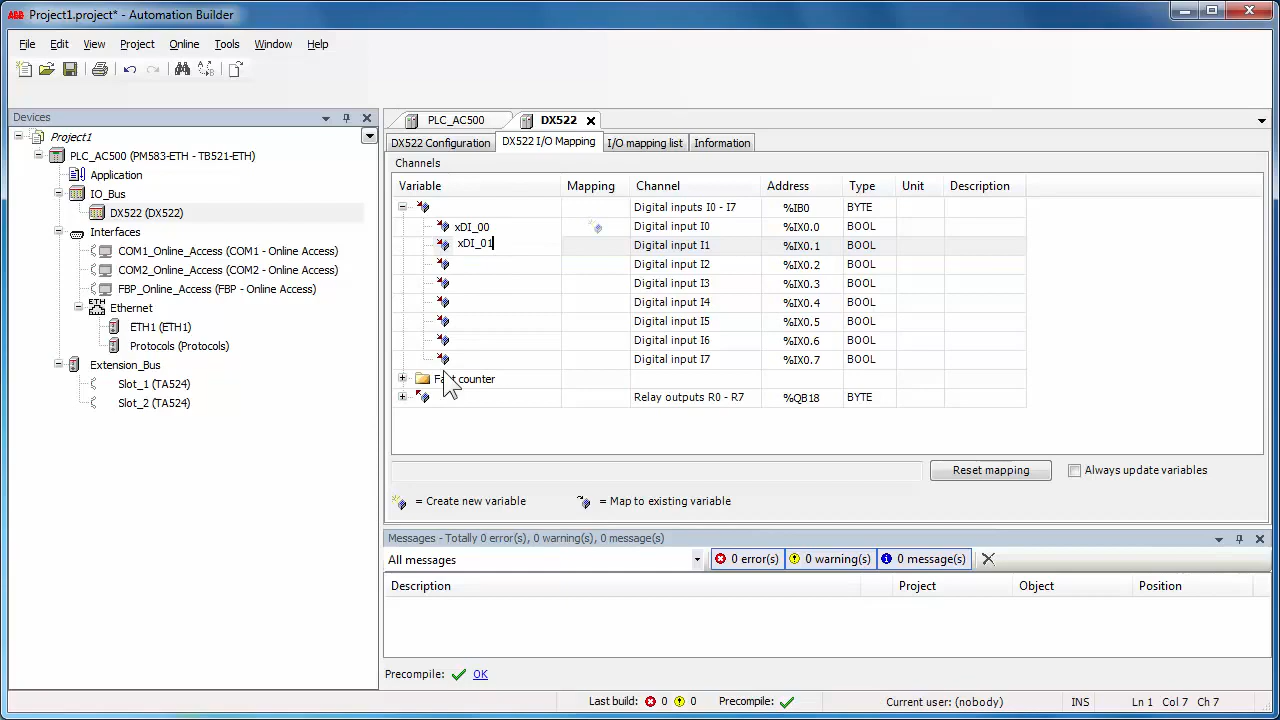 ABB Project1.project* - Automation Builder
File Edit View Project Online Tools Window Help
Devices
Project1
PLC_AC500 (PM583-ETH - TB521-ETH)
Application
IO_Bus
DX522 (DX522)
Interfaces
COM1_Online_Access (COM1 - Online Access)
COM2_Online_Access (COM2 - Online Access)
FBP_Online_Access (FBP - Online Access)
ETH Ethernet
ETH1 (ETH1)
Protocols (Protocols)
Extension_Bus
Slot_1 (TA524)
Slot_2 (TA524)
PLC_AC500 DX522
DX522 Configuration DX522 I/O Mapping I/O mapping list Information
Channels
Variable Mapping Channel Address Type Unit Description
Digital inputs I0 - I7 %IB0 BYTE
xDI_00 Digital input I0 %IX0.0 BOOL
xDI_01 Digital input I1 %IX0.1 BOOL
Digital input I2 %IX0.2 BOOL
Digital input I3 %IX0.3 BOOL
Digital input I4 %IX0.4 BOOL
Digital input I5 %IX0.5 BOOL
Digital input I6 %IX0.6 BOOL
Digital input I7 %IX0.7 BOOL
counter
Relay outputs R0 - R7 %QB18 BYTE
Reset mapping Always update variables
= Create new variable = Map to existing variable
Messages - Totally 0 error(s), 0 warning(s), 0 message(s)
All messages 0 error(s) 0 warning(s) 0 message(s)
Description Project Object Position
Precompile: OK
Last build: 0 0 Precompile: Current user: (nobody) INS Ln 1 Col 7 Ch 7